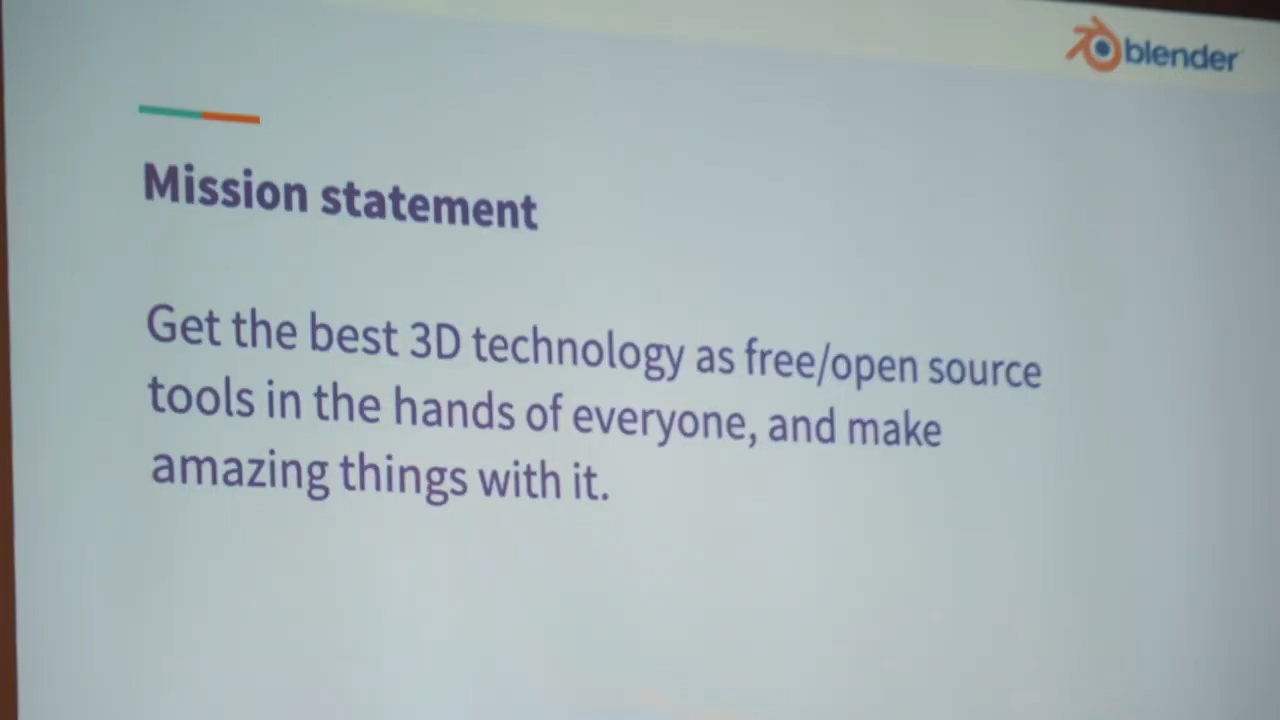 blender
Mission statement
Get the best 3D technology as free/open source
tools in the hands of everyone, and make
amazing things with it.